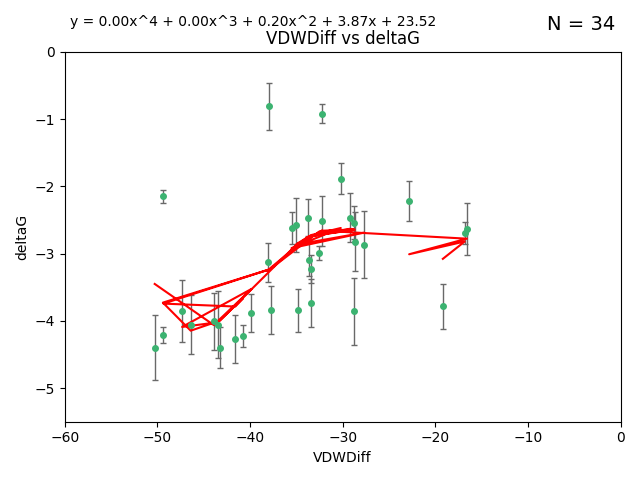 y = 0.00x^4 + 0.00x^3 + 0.20x^2 + 3.87x + 23.52
N = 34
VDWDiff vs deltaG
0
−1
−2
−3
−4
−5
deltaG
−60 −50 −40 −30 −20 −10 0
VDWDiff